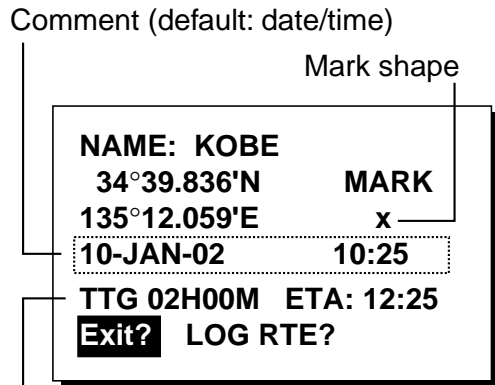 Comment (default: date/time)
Mark shape
NAME: KOBE
34°39.836'N MARK
135°12.059'E x
10-JAN-02 10:25
TTG 02H00M ETA: 12:25
Exit? LOG RTE?